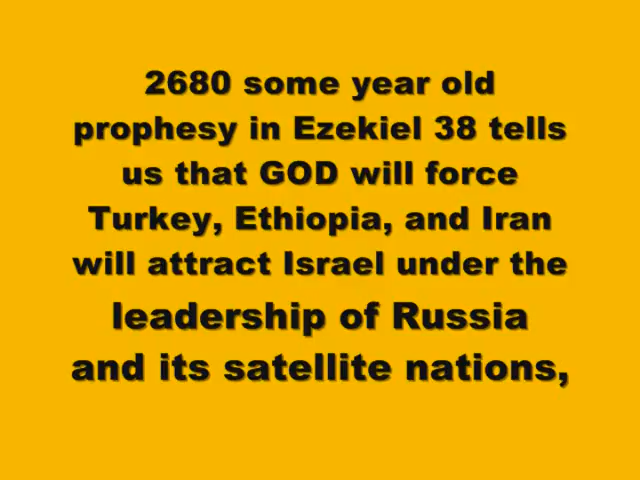 2680 some year old
prophesy in Ezekiel 38 tells
us that GOD will force
Turkey, Ethiopia, and Iran
will attract Israel under the
leadership of Russia
and its satellite nations,